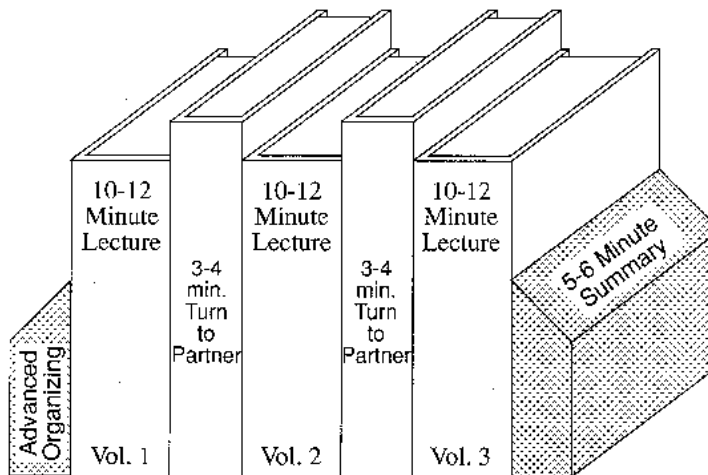 Advanced
Organizing
10-12
Minute
Lecture
Vol. 1
3-4
min.
Turn
to
Partner
10-12
Minute
Lecture
Vol. 2
3-4
min.
Turn
to
Partner
10-12
Minute
Lecture
Vol. 3
5-6 Minute
Summary